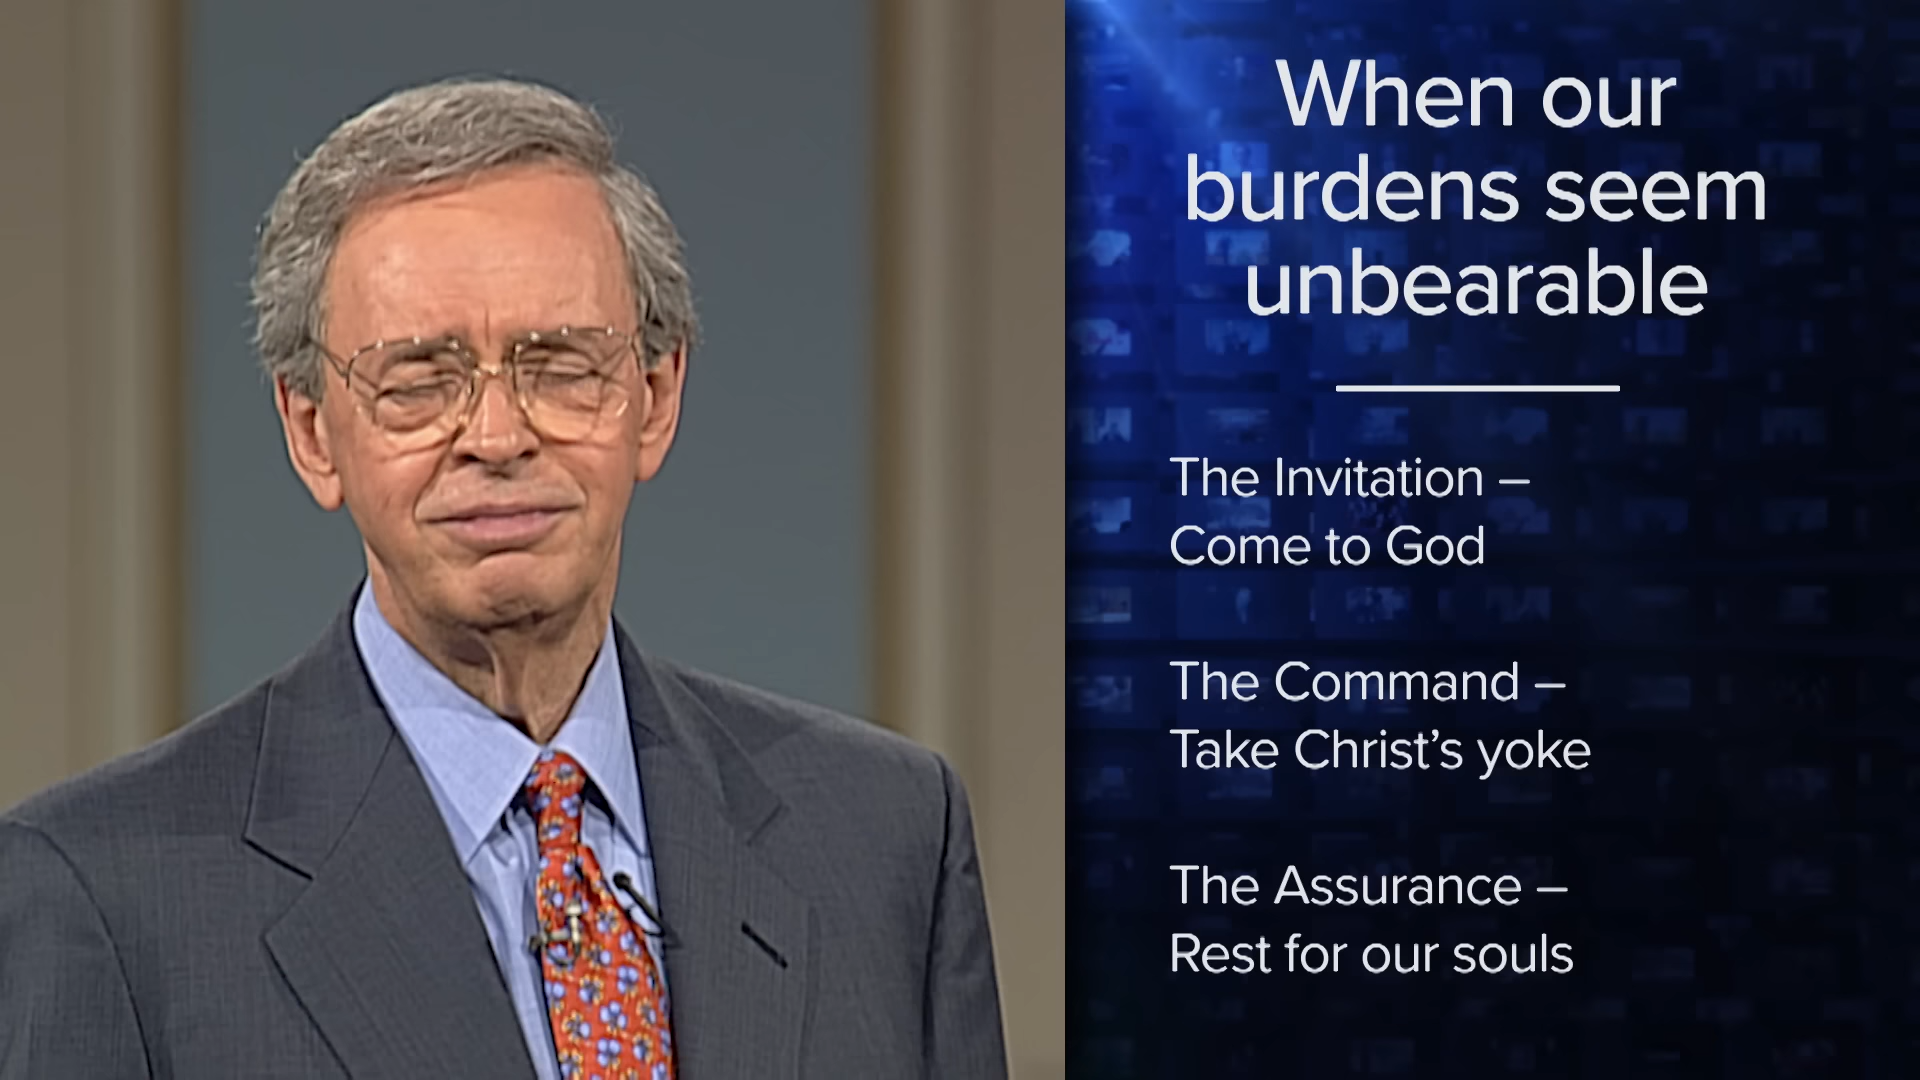 When our
burdens seem
unbearable
The Invitation –
Come to God
The Command –
Take Christ’s yoke
The Assurance –
Rest for our souls